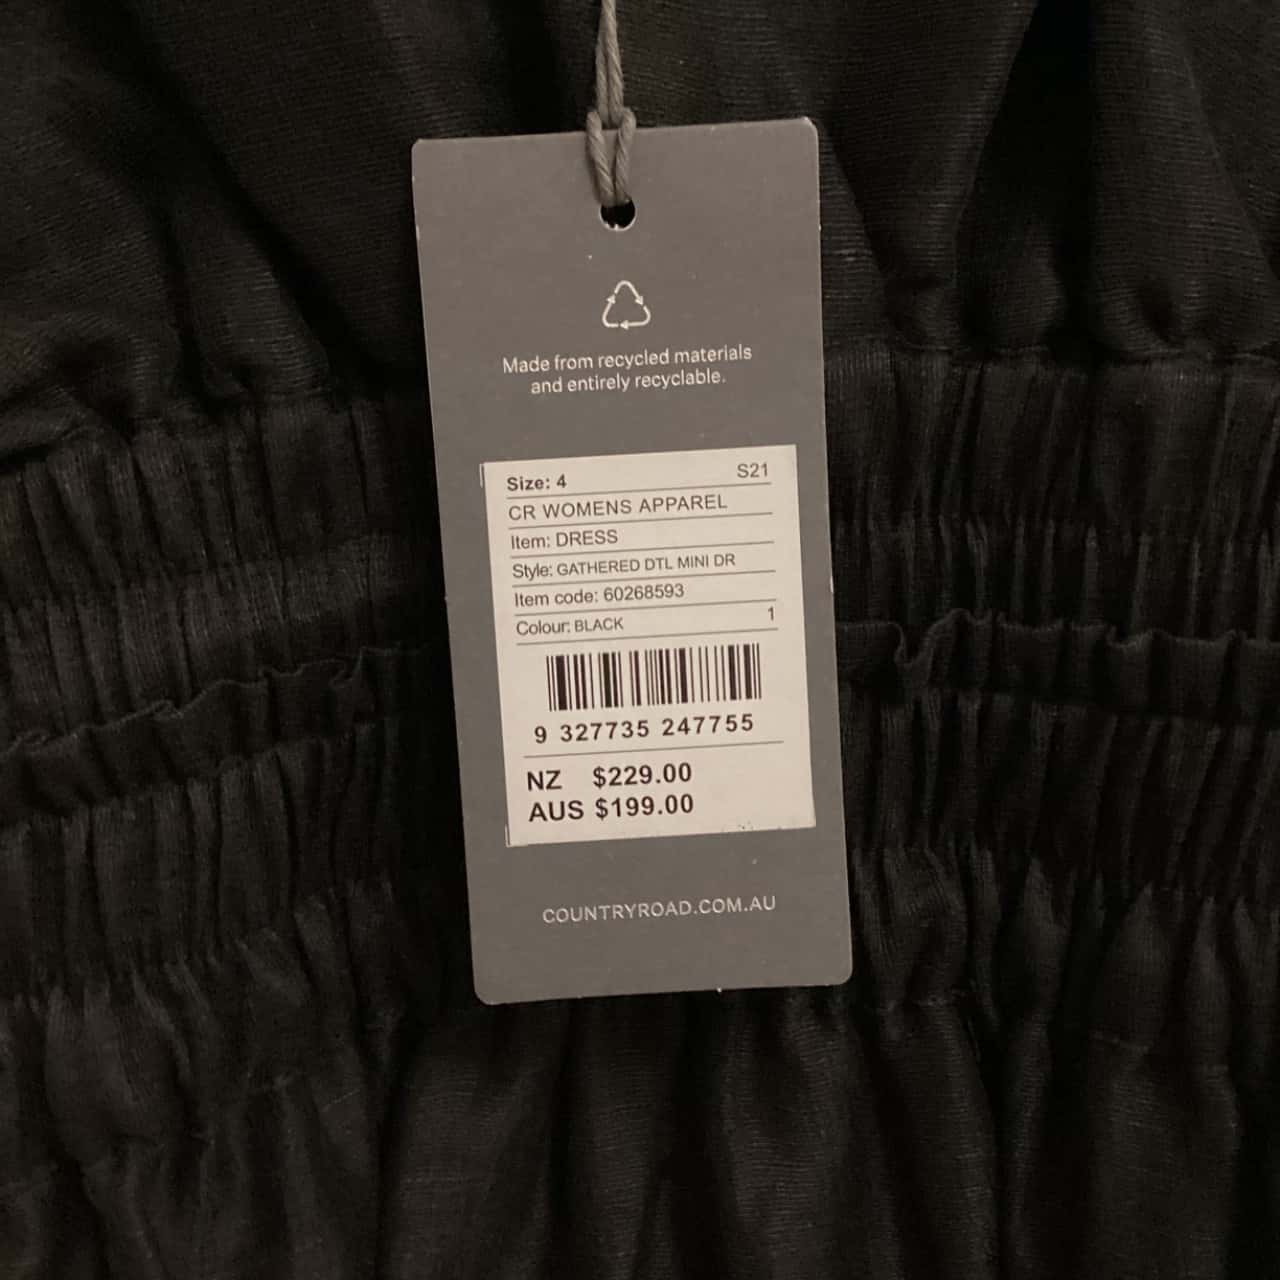 Made from recycled materials
and entirely recyclable.
Size: 4 S21
CR WOMENS APPAREL
Item: DRESS
Style: GATHERED DTL MINI DR
Item code: 60268593
Colour: BLACK 1
9 327735 247755
NZ $229.00
AUS $199.00
COUNTRYROAD.COM.AU